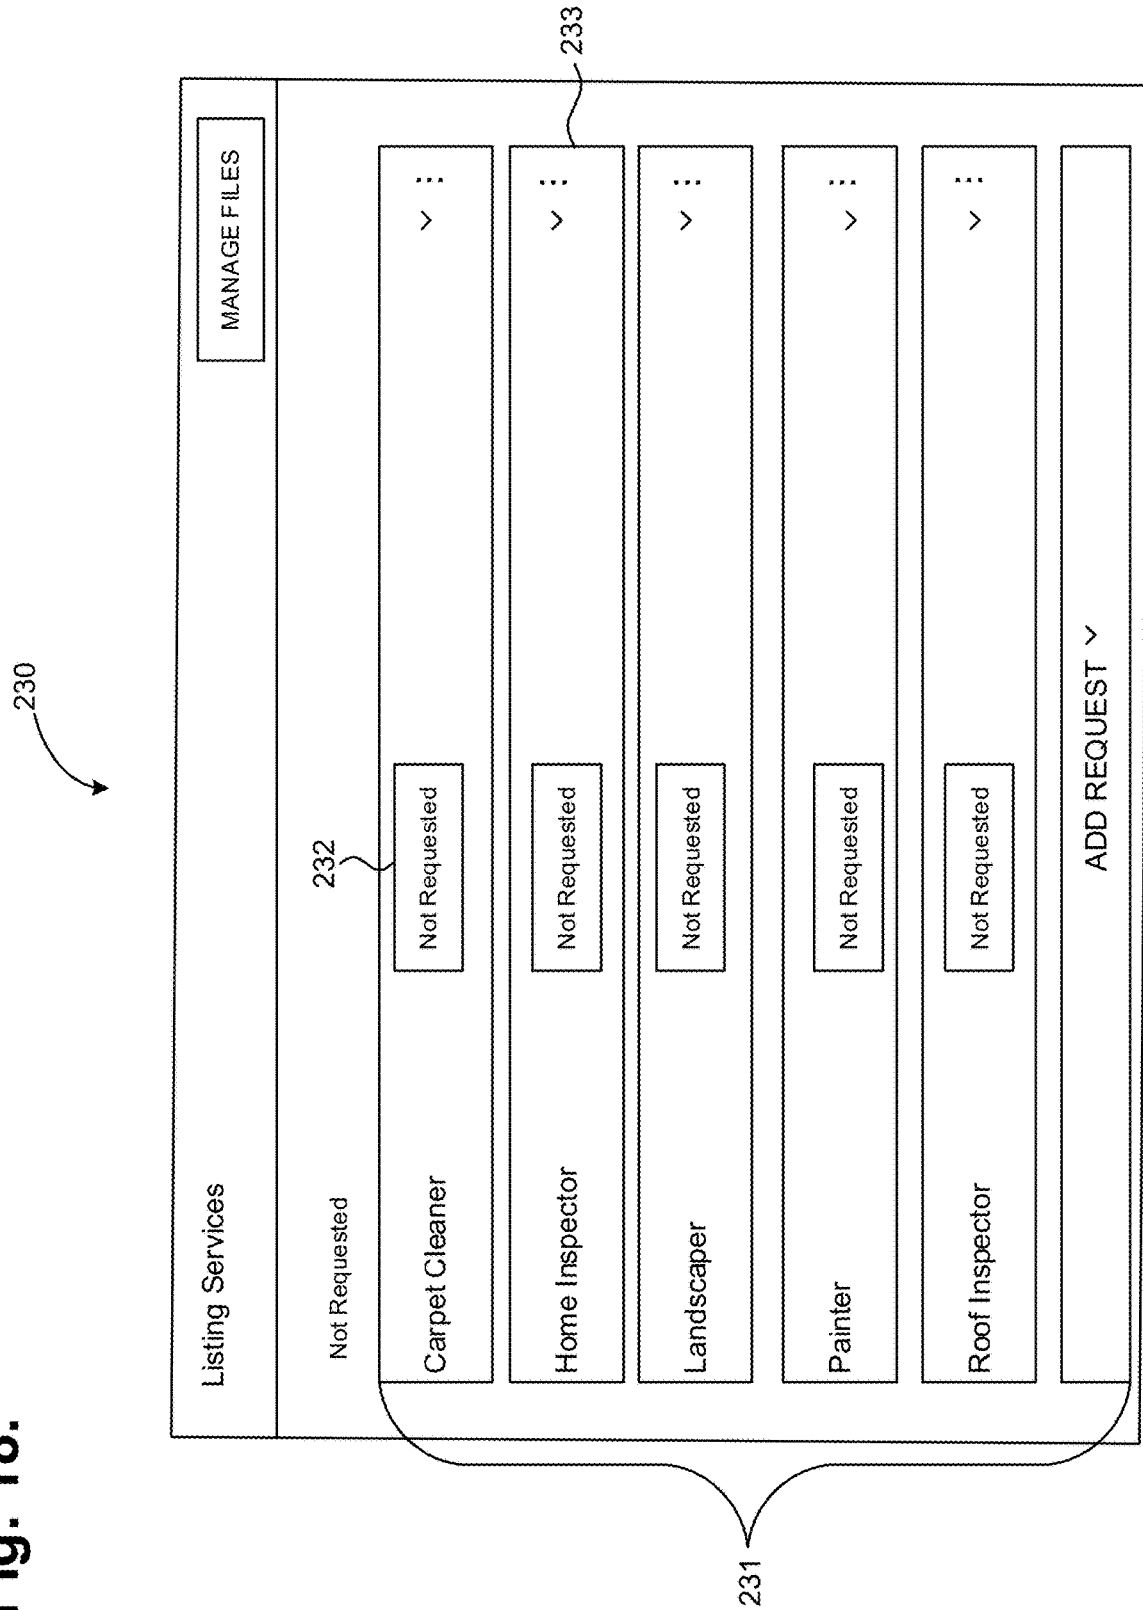 Fig. 18.
230
Listing Services
MANAGE FILES
Not Requested
232
Carpet Cleaner Not Requested
233
Home Inspector Not Requested
Landscaper Not Requested
Painter Not Requested
Roof Inspector Not Requested
ADD REQUEST
231